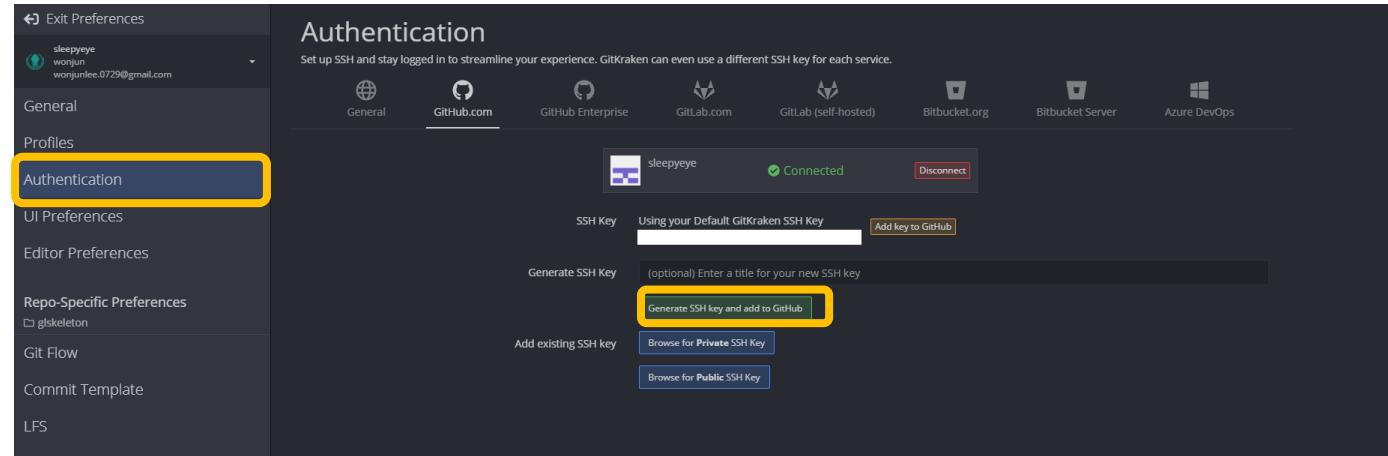 Exit Preferences
sleepyeye
wonjun
wonjunlee.0729@gmail.com
General
Profiles
Authentication
UI Preferences
Editor Preferences
Repo-Specific Preferences
glskeleton
Git Flow
Commit Template
LFS
Authentication
Set up SSH and stay logged in to streamline your experience. GitKraken can even use a different SSH key for each service.
General GitHub.com GitHub Enterprise GitLab.com GitLab (self-hosted) Bitbucket.org Bitbucket Server Azure DevOps
sleepyeye Connected Disconnect
SSH Key Using your Default GitKraken SSH Key Add key to GitHub
Generate SSH Key (optional) Enter a title for your new SSH key
Generate SSH key and add to GitHub
Add existing SSH key Browse for Private SSH Key
Browse for Public SSH Key